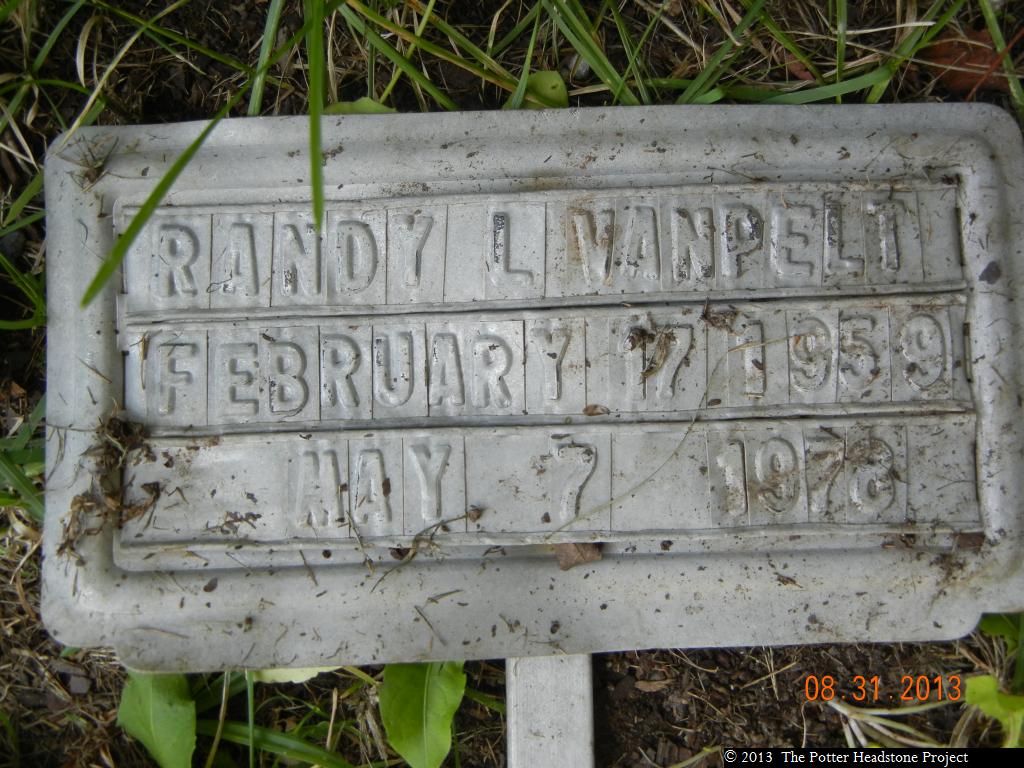 RANDY L VANPELT
FEBRUARY 17 1959
MAY 7 1978
08.31.2013
© 2013 The Potter Headstone Project